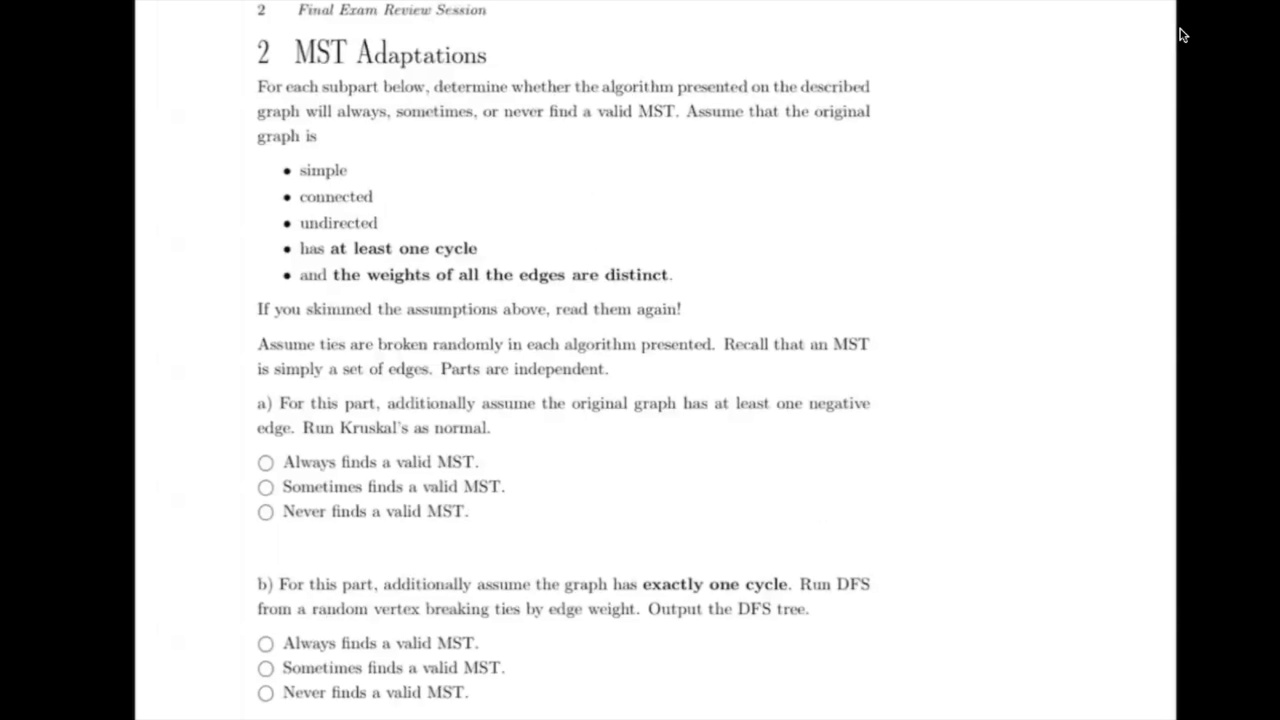 2 Final Exam Review Session
2 MST Adaptations
For each subpart below, determine whether the algorithm presented on the described
graph will always, sometimes, or never find a valid MST. Assume that the original
graph is
• simple
• connected
• undirected
• has at least one cycle
• and the weights of all the edges are distinct.
If you skimmed the assumptions above, read them again!
Assume ties are broken randomly in each algorithm presented. Recall that an MST
is simply a set of edges. Parts are independent.
a) For this part, additionally assume the original graph has at least one negative
edge. Run Kruskal's as normal.
○ Always finds a valid MST.
○ Sometimes finds a valid MST.
○ Never finds a valid MST.
b) For this part, additionally assume the graph has exactly one cycle. Run DFS
from a random vertex breaking ties by edge weight. Output the DFS tree.
○ Always finds a valid MST.
○ Sometimes finds a valid MST.
○ Never finds a valid MST.